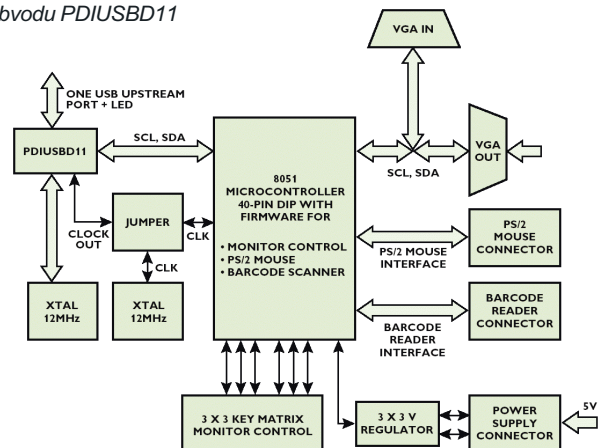 bvodu PDIUSBD11
VGA IN
ONE USB UPSTREAM
PORT + LED
PDIUSBD11
SCL, SDA
8051
MICROCONTROLLER
40-PIN DIP WITH
FIRMWARE FOR
• MONITOR CONTROL
• PS/2 MOUSE
• BARCODE SCANNER
SCL, SDA
VGA
OUT
CLOCK
OUT
JUMPER
CLK
CLK
XTAL
12MHz
XTAL
12MHz
PS/2 MOUSE
INTERFACE
PS/2
MOUSE
CONNECTOR
BARCODE
READER
INTERFACE
BARCODE
READER
CONNECTOR
3 X 3 KEY MATRIX
MONITOR CONTROL
3 X 3 V
REGULATOR
POWER
SUPPLY
CONNECTOR
5V